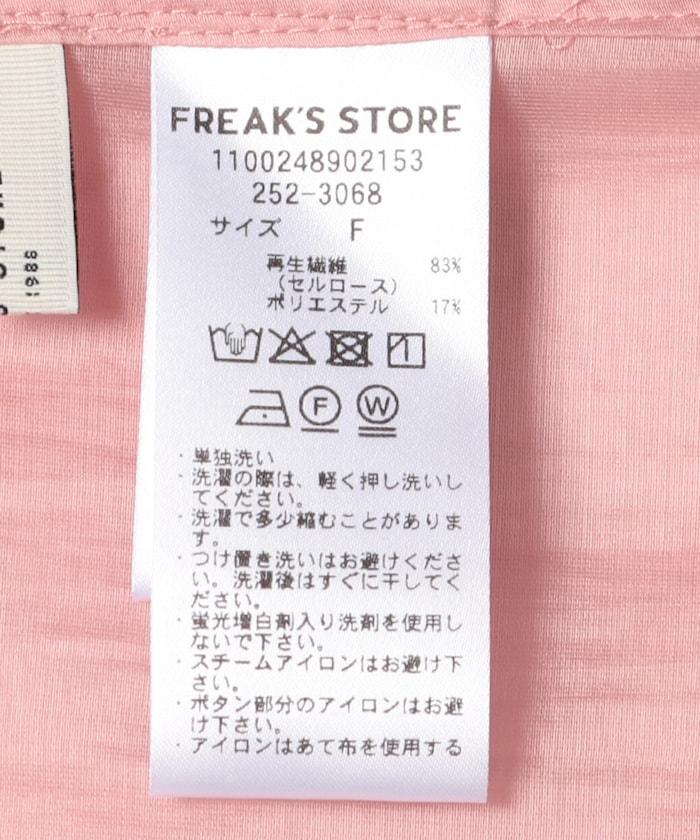 FREAK'S STORE
1100248902153
252-3068
サイズ F
再生繊維 83%
（セルロース）
ポリエステル 17%
F W
・単独洗い
・洗濯の際は、軽く押し洗いし
てください。
・洗濯で多少縮むことがありま
す。
・つけ置き洗いはお避けくださ
い。洗濯後はすぐに干してく
ださい。
・蛍光増白剤入り洗剤を使用し
ないで下さい。
・スチームアイロンはお避け下
さい。
・ボタン部分のアイロンはお避
け下さい。
・アイロンはあて布を使用する
1986